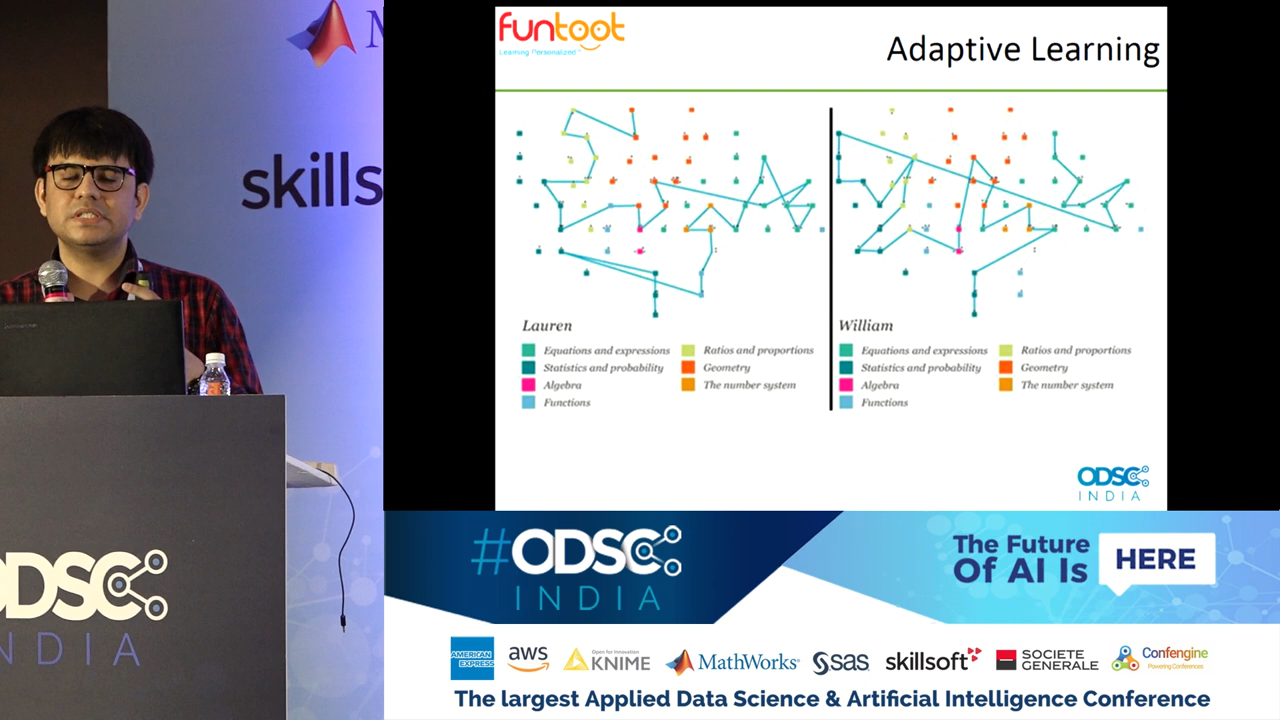 skills
ODSC
INDIA
funtoot
Learning Personalized
Adaptive Learning
Lauren
Equations and expressions
Ratios and proportions
Statistics and probability
Geometry
Algebra
The number system
Functions
William
Equations and expressions
Ratios and proportions
Statistics and probability
Geometry
Algebra
The number system
Functions
ODSC
INDIA
#ODSC
INDIA
The Future
Of AI Is
HERE
AMERICAN
EXPRESS
aws
Open for Innovation
KNIME
MathWorks
sas
skillsoft
SOCIETE
GENERALE
Confengine
Powering Conferences
The largest Applied Data Science & Artificial Intelligence Conference